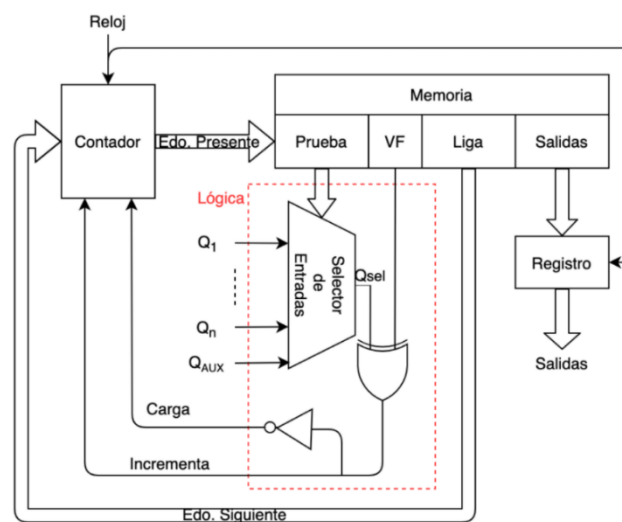 Reloj
Memoria
Contador
Edo. Presente
Prueba
VF
Liga
Salidas
Lógica
Q1
Qn
QAUX
Selector
de
Entradas
Qsel
Registro
Salidas
Carga
Incrementa
Edo. Siguiente